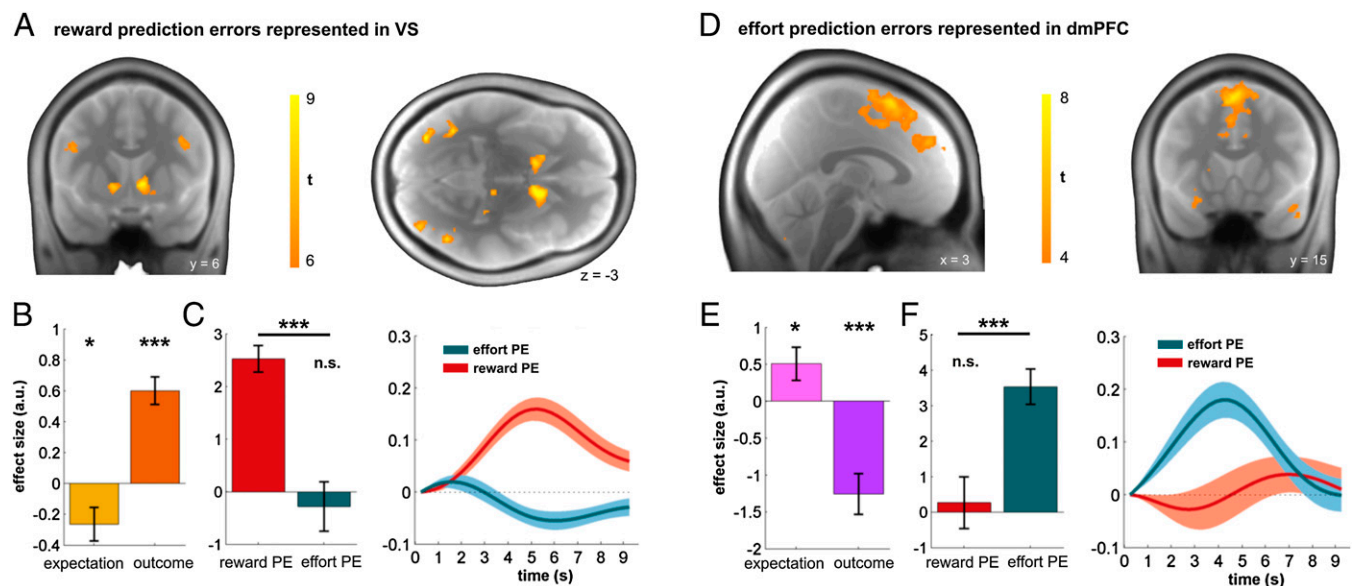 A reward prediction errors represented in VS
9
t
6
y = 6
z = -3
D effort prediction errors represented in dmPFC
8
t
4
x = 3
y = 15
B
effect size (a.u.)
1
0.8
0.6
0.4
0.2
0
-0.2
-0.4
* ***
expectation outcome
C
3
2
1
0
-1
***
n.s.
reward PE effort PE
0.3
0.2
0.1
0
-0.1
effort PE
reward PE
0 1 2 3 4 5 6 7 8 9
time (s)
E
effect size (a.u.)
1
0.5
0
-0.5
-1
-1.5
-2
* ***
expectation outcome
F
5
4
3
2
1
0
-1
***
n.s.
reward PE effort PE
0.3
0.2
0.1
0
-0.1
effort PE
reward PE
0 1 2 3 4 5 6 7 8 9
time (s)